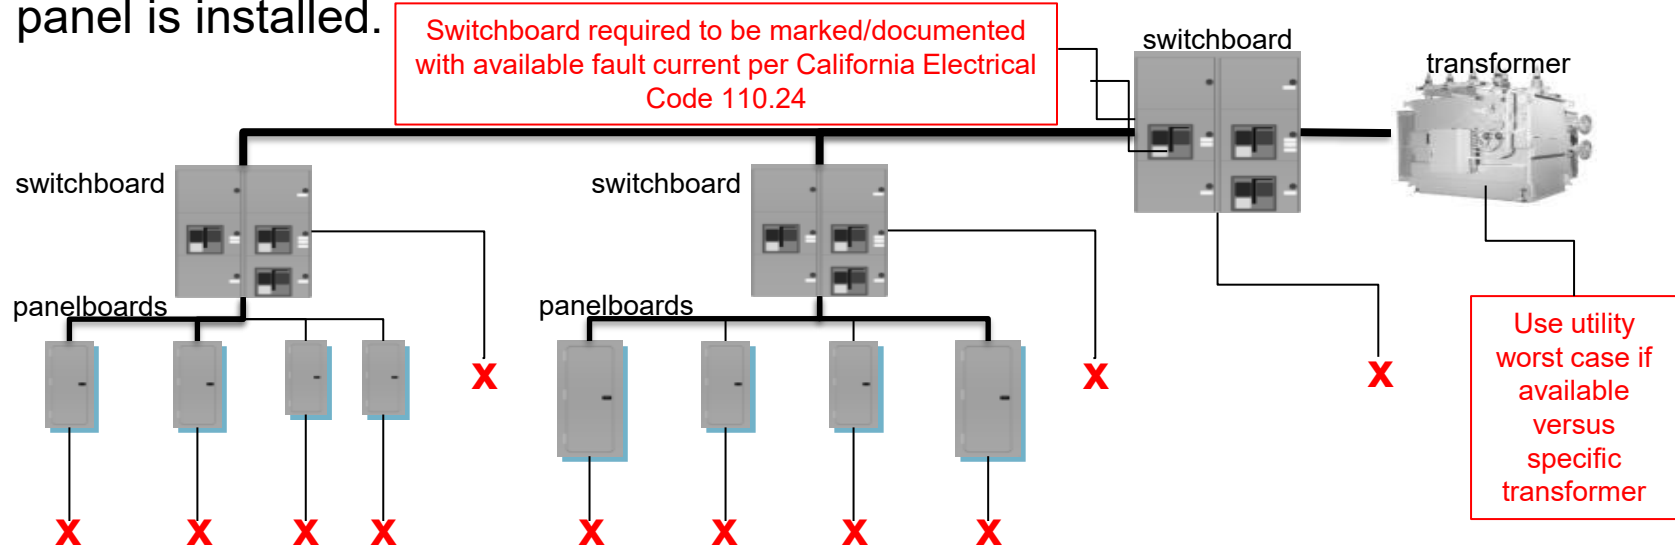 panel is installed.
Switchboard required to be marked/documented
with available fault current per California Electrical
Code 110.24
switchboard
transformer
switchboard
switchboard
panelboards
panelboards
Use utility
worst case if
available
versus
specific
transformer
X
X
X
X
X
X
X
X
X
X
X